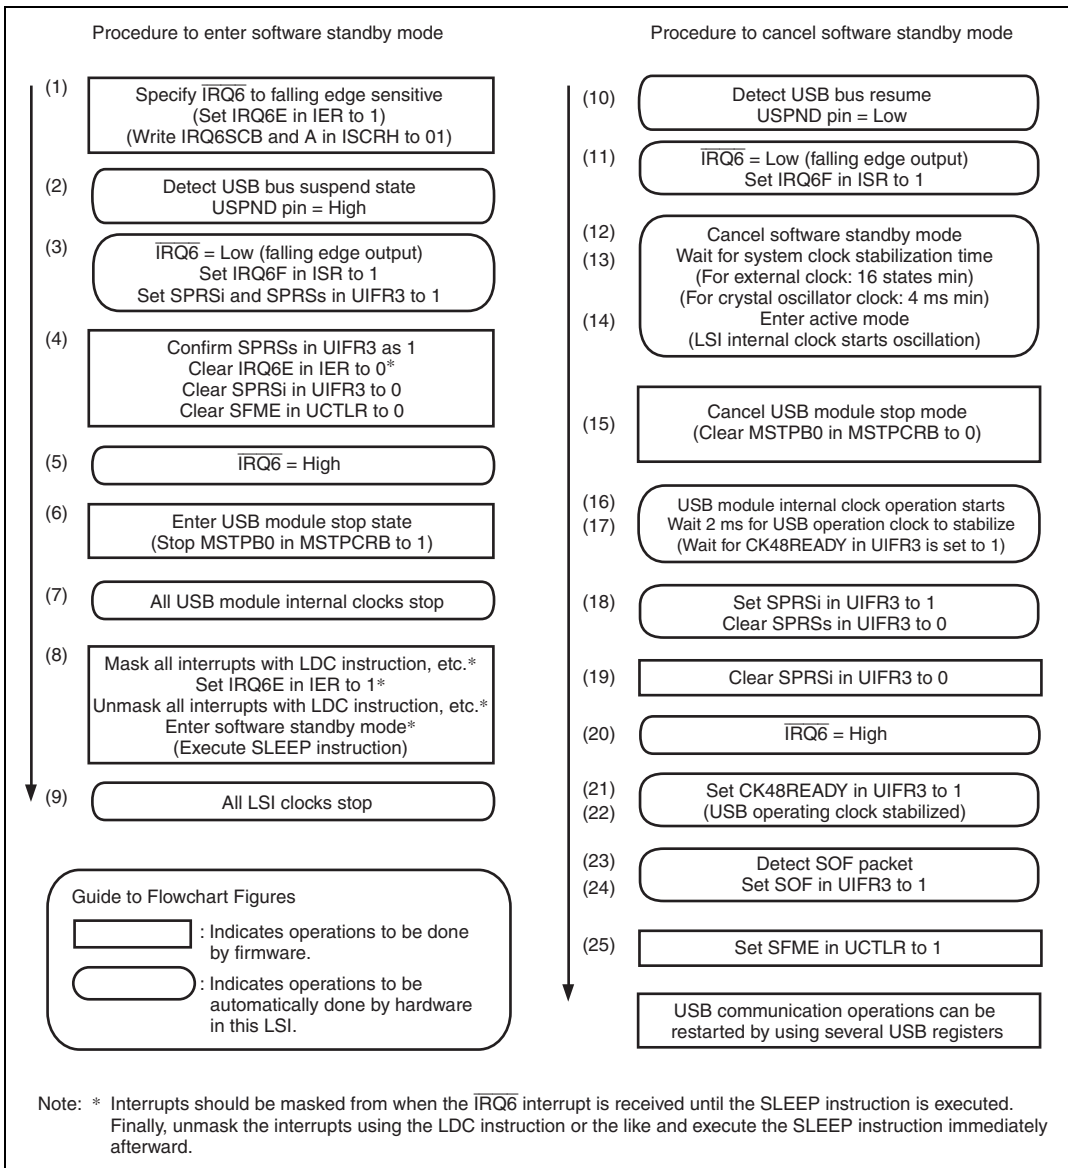 Procedure to enter software standby mode
(1)
Specify IRQ6 to falling edge sensitive
(Set IRQ6E in IER to 1)
(Write IRQ6SCB and A in ISCRH to 01)
(2)
Detect USB bus suspend state
USPND pin = High
(3)
IRQ6 = Low (falling edge output)
Set IRQ6F in ISR to 1
Set SPRSi and SPRSs in UIFR3 to 1
(4)
Confirm SPRSs in UIFR3 as 1
Clear IRQ6E in IER to 0*
Clear SPRSi in UIFR3 to 0
Clear SFME in UCTLR to 0
(5)
IRQ6 = High
(6)
Enter USB module stop state
(Stop MSTPB0 in MSTPCRB to 1)
(7)
All USB module internal clocks stop
(8)
Mask all interrupts with LDC instruction, etc.*
Set IRQ6E in IER to 1*
Unmask all interrupts with LDC instruction, etc.*
Enter software standby mode*
(Execute SLEEP instruction)
(9)
All LSI clocks stop
Guide to Flowchart Figures
: Indicates operations to be done
by firmware.
: Indicates operations to be
automatically done by hardware
in this LSI.
Procedure to cancel software standby mode
(10)
Detect USB bus resume
USPND pin = Low
(11)
IRQ6 = Low (falling edge output)
Set IRQ6F in ISR to 1
(12)
Cancel software standby mode
(13)
Wait for system clock stabilization time
(For external clock: 16 states min)
(For crystal oscillator clock: 4 ms min)
(14)
Enter active mode
(LSI internal clock starts oscillation)
(15)
Cancel USB module stop mode
(Clear MSTPB0 in MSTPCRB to 0)
(16)
USB module internal clock operation starts
(17)
Wait 2 ms for USB operation clock to stabilize
(Wait for CK48READY in UIFR3 is set to 1)
(18)
Set SPRSi in UIFR3 to 1
Clear SPRSs in UIFR3 to 0
(19)
Clear SPRSi in UIFR3 to 0
(20)
IRQ6 = High
(21)
Set CK48READY in UIFR3 to 1
(22)
(USB operating clock stabilized)
(23)
Detect SOF packet
(24)
Set SOF in UIFR3 to 1
(25)
Set SFME in UCTLR to 1
USB communication operations can be
restarted by using several USB registers
Note: * Interrupts should be masked from when the IRQ6 interrupt is received until the SLEEP instruction is executed.
Finally, unmask the interrupts using the LDC instruction or the like and execute the SLEEP instruction immediately
afterward.